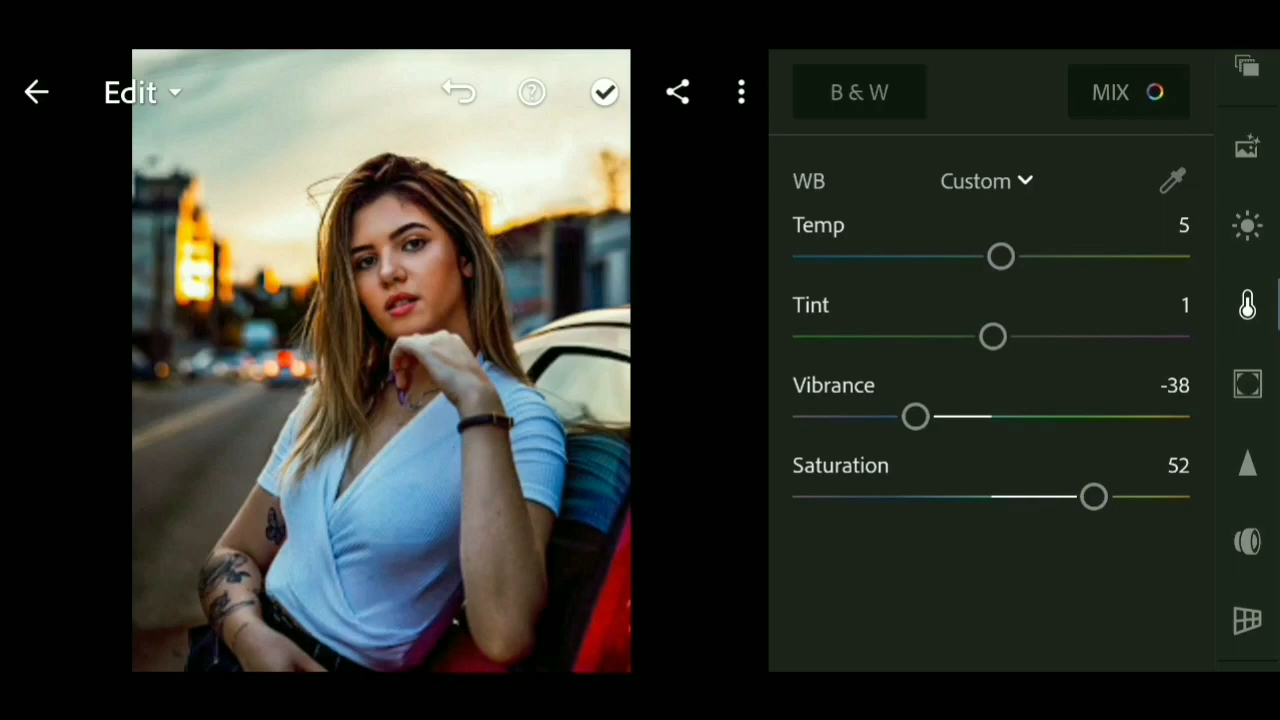 Edit
B & W
MIX
WB
Custom
Temp
5
Tint
1
Vibrance
-38
Saturation
52